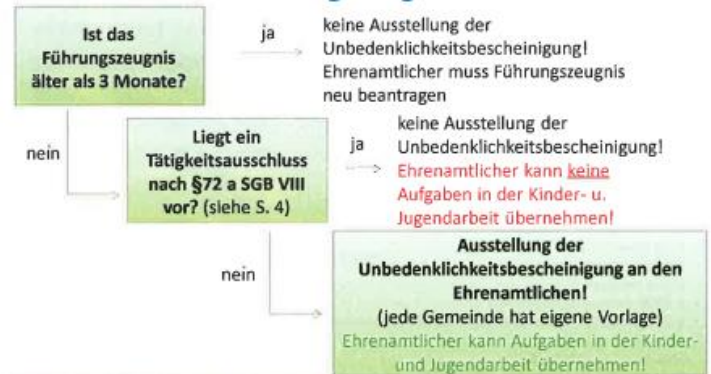 Ist das
Führungszeugnis
älter als 3 Monate?
ja
keine Ausstellung der
Unbedenklichkeitsbescheinigung!
Ehrenamtlicher muss Führungszeugnis
neu beantragen
nein
Liegt ein
Tätigkeitsausschluss
nach §72 a SGB VIII
vor? (siehe S. 4)
ja
keine Ausstellung der
Unbedenklichkeitsbescheinigung!
Ehrenamtlicher kann keine
Aufgaben in der Kinder- u.
Jugendarbeit übernehmen!
nein
Ausstellung der
Unbedenklichkeitsbescheinigung an den
Ehrenamtlichen!
(jede Gemeinde hat eigene Vorlage)
Ehrenamtlicher kann Aufgaben in der Kinder-
und Jugendarbeit übernehmen!